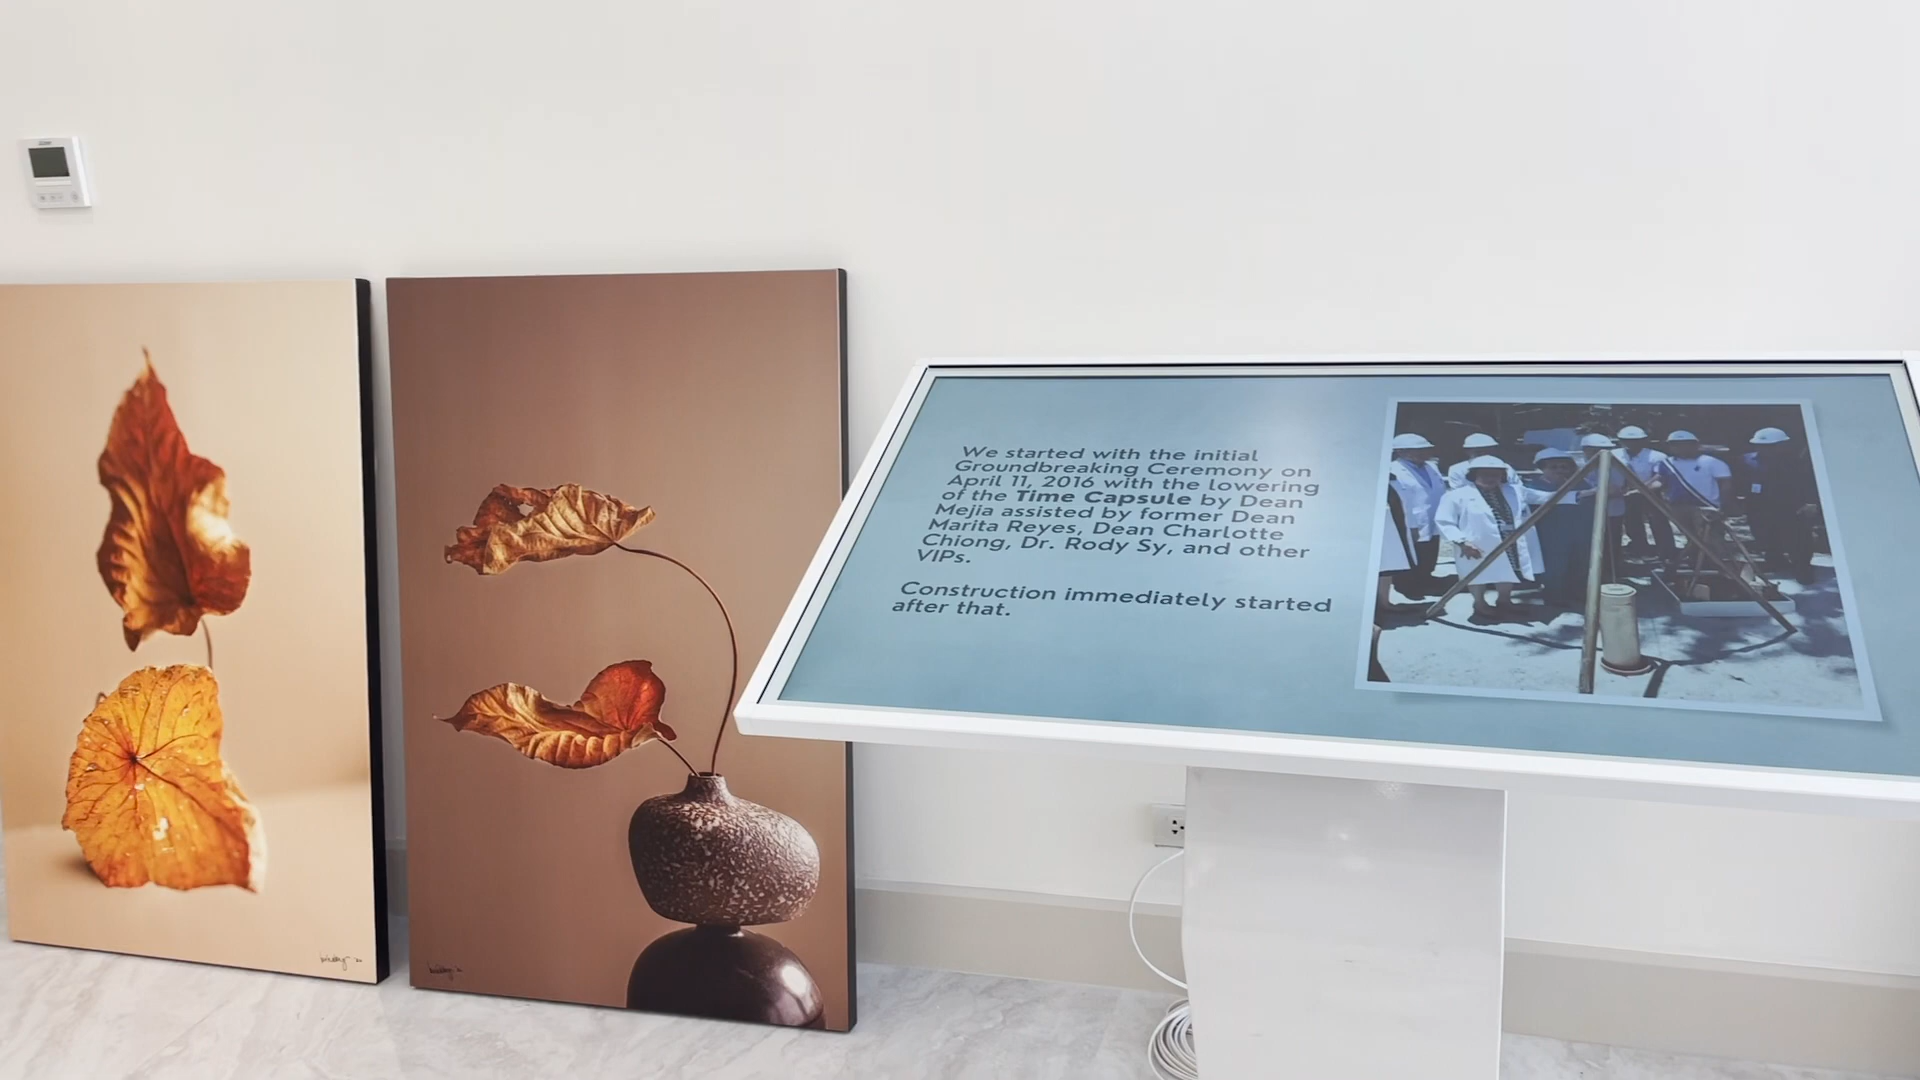 We started with the initial
Groundbreaking Ceremony on
April 11, 2016 with the lowering
of the Time Capsule by Dean
Mejia assisted by former Dean
Marita Reyes, Dean Charlotte
Chiong, Dr. Rody Sy, and other
VIPs.
Construction immediately started
after that.